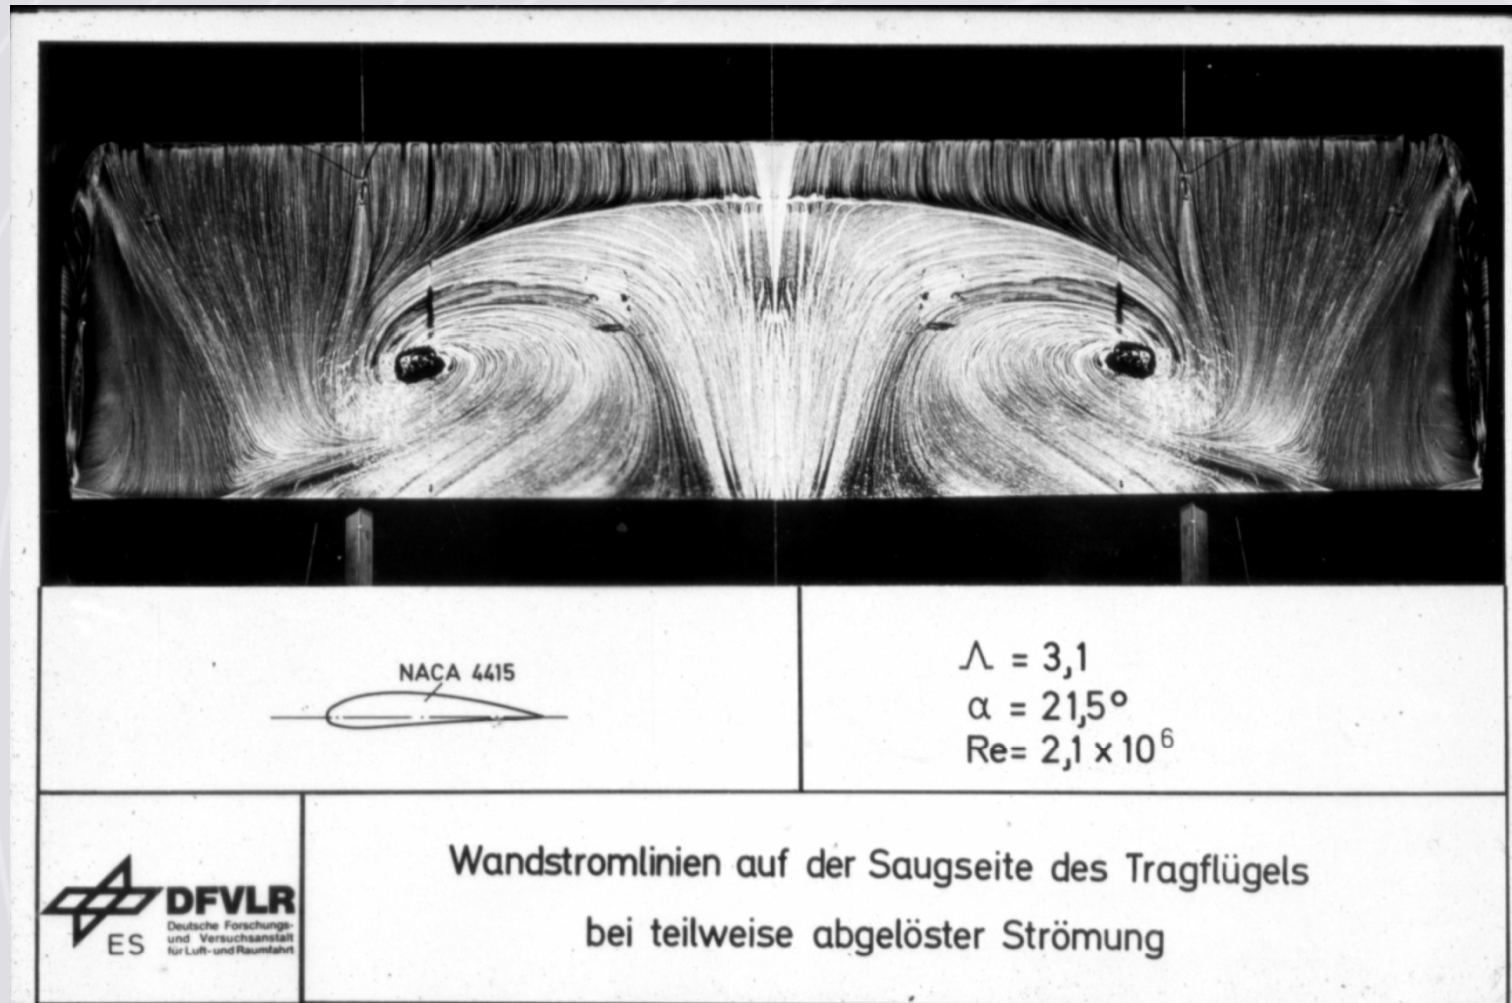 NACA 4415
Λ = 3,1
α = 21,5°
Re= 2,1 x 10⁶
DFVLR
Deutsche Forschungs-
und Versuchsanstalt
für Luft- und Raumfahrt
ES
Wandstromlinien auf der Saugseite des Tragflügels
bei teilweise abgelöster Strömung